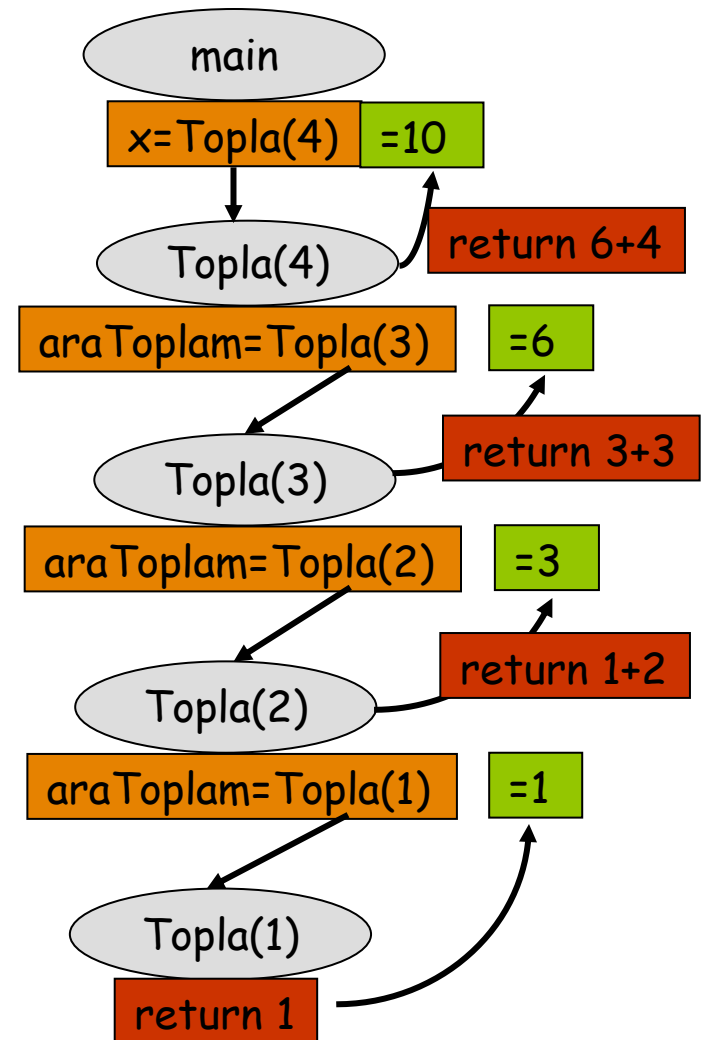 main
x=Topla(4) =10
Topla(4)
return 6+4
araToplam=Topla(3) =6
Topla(3)
return 3+3
araToplam=Topla(2) =3
Topla(2)
return 1+2
araToplam=Topla(1) =1
Topla(1)
return 1